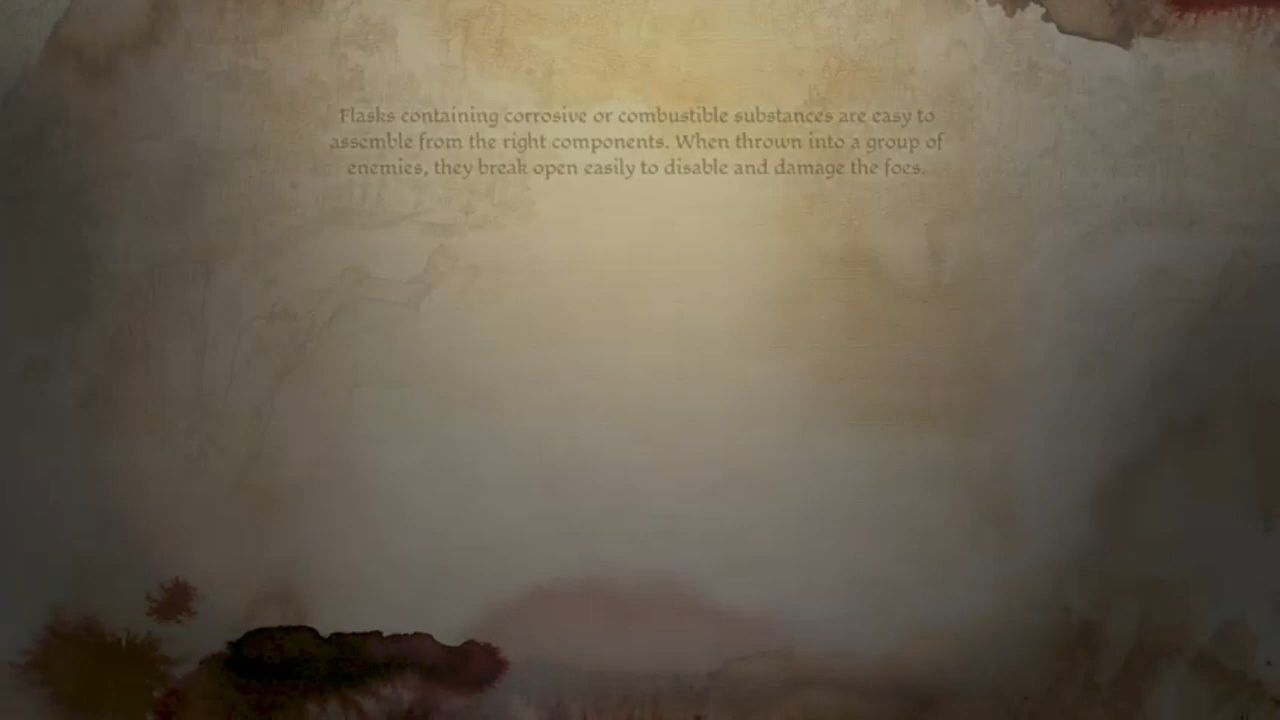 Flasks containing corrosive or combustible substances are easy to
assemble from the right components. When thrown into a group of
enemies, they break open easily to disable and damage the foes.